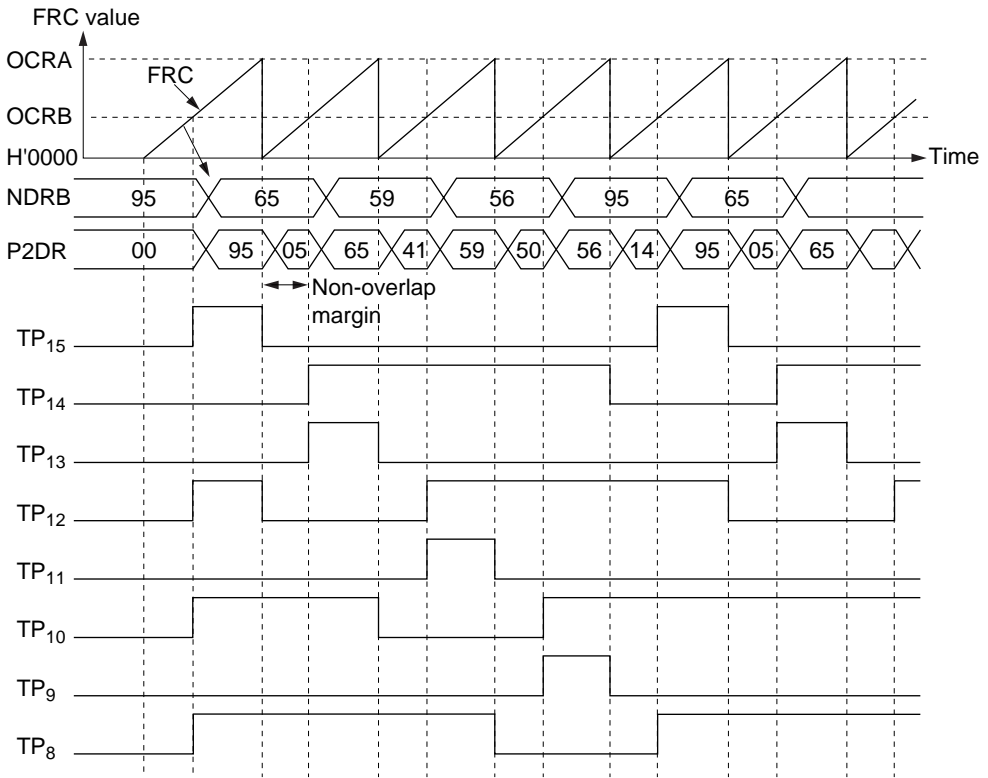 FRC value
OCRA
FRC
OCRB
H'0000
Time
NDRB 95 65 59 56 95 65
P2DR 00 95 05 65 41 59 50 56 14 95 05 65
Non-overlap
margin
TP15
TP14
TP13
TP12
TP11
TP10
TP9
TP8